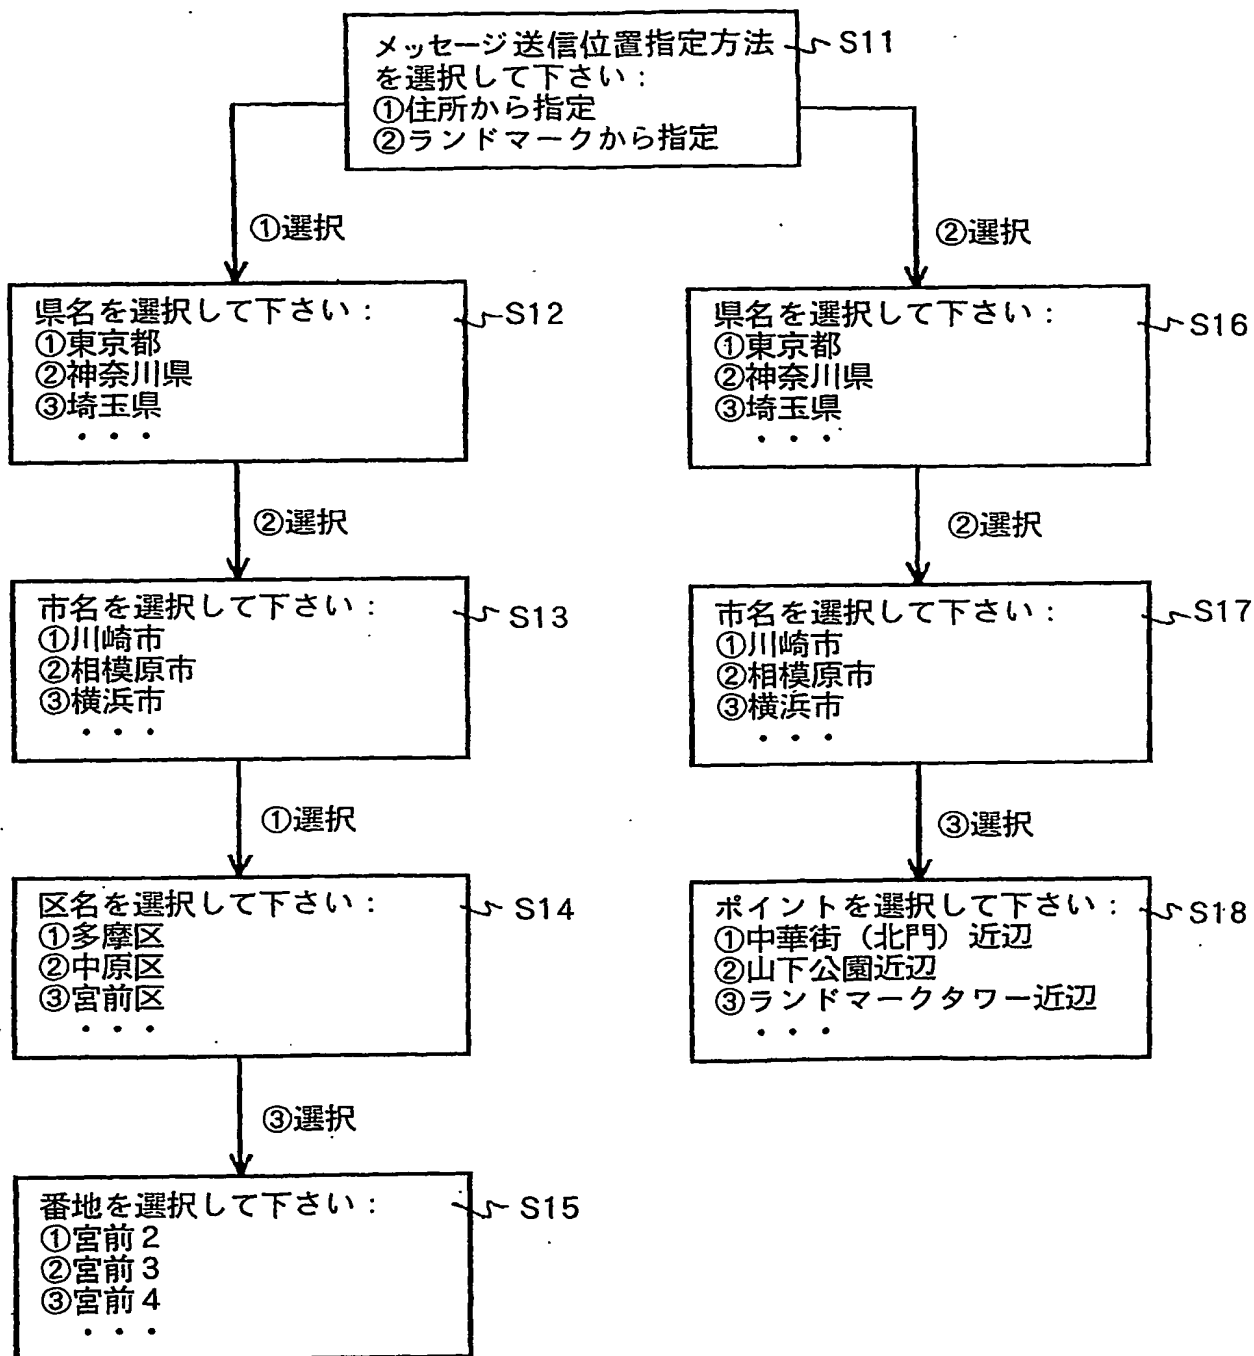 メッセージ送信位置指定方法
を選択して下さい：
①住所から指定
②ランドマークから指定
S11
①選択
②選択
県名を選択して下さい：
①東京都
②神奈川県
③埼玉県
・・・
S12
②選択
市名を選択して下さい：
①川崎市
②相模原市
③横浜市
・・・
S13
①選択
区名を選択して下さい：
①多摩区
②中原区
③宮前区
・・・
S14
③選択
番地を選択して下さい：
①宮前２
②宮前３
③宮前４
・・・
S15
県名を選択して下さい：
①東京都
②神奈川県
③埼玉県
・・・
S16
②選択
市名を選択して下さい：
①川崎市
②相模原市
③横浜市
・・・
S17
③選択
ポイントを選択して下さい：
①中華街（北門）近辺
②山下公園近辺
③ランドマークタワー近辺
・・・
S18